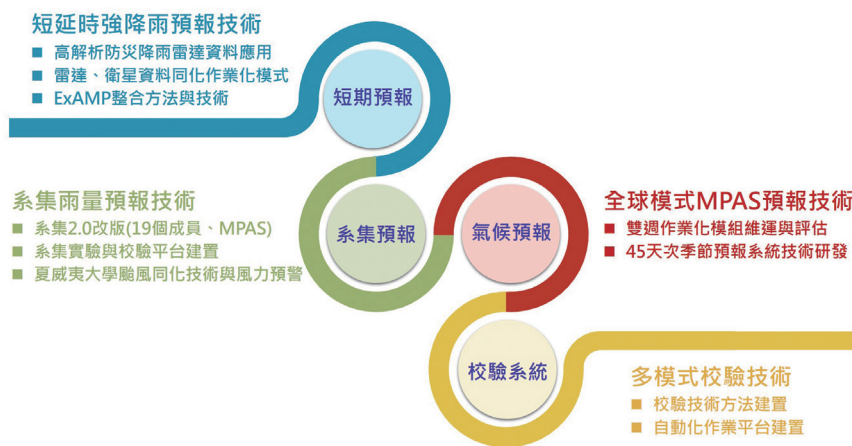 短延時強降雨預報技術
■ 高解析防災降雨雷達資料應用
■ 雷達、衛星資料同化作業化模式
■ ExAMP整合方法與技術
短期預報
系集雨量預報技術
■ 系集2.0改版(19個成員、MPAS)
■ 系集實驗與校驗平台建置
■ 夏威夷大學颱風同化技術與風力預警
系集預報
氣候預報
全球模式MPAS預報技術
■ 雙週作業化模組維運與評估
■ 45天次季節預報系統技術研發
校驗系統
多模式校驗技術
■ 校驗技術方法建置
■ 自動化作業平台建置